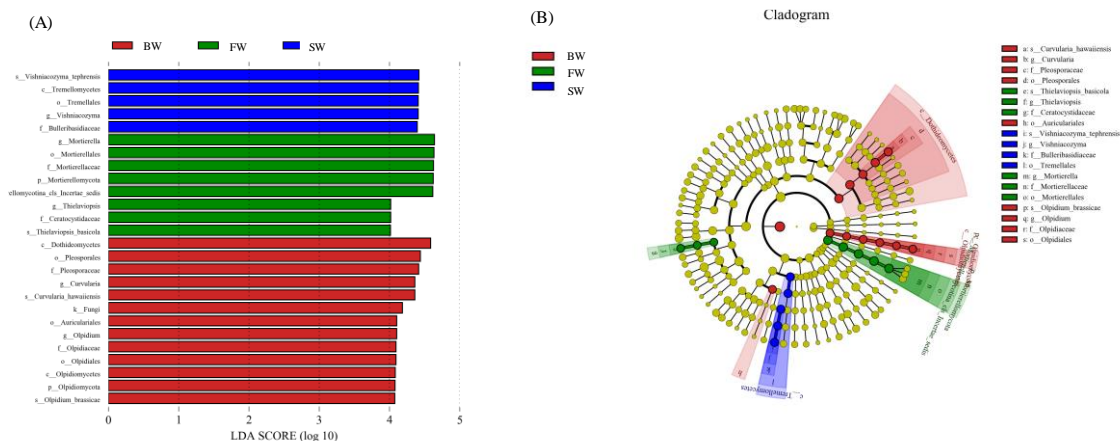 (A)
BW
FW
SW
s__Vishniacozyma_tephrensis
c__Tremellomycetes
o__Tremellales
g__Vishniacozyma
f__Bulleribasidiaceae
g__Mortierella
o__Mortierellales
f__Mortierellaceae
p__Mortierellomycota
ellomycotina_cls_Incertae_sedis
g__Thielaviopsis
f__Ceratocystidaceae
s__Thielaviopsis_basicola
c__Dothideomycetes
o__Pleosporales
f__Pleosporaceae
g__Curvularia
s__Curvularia_hawaiiensis
k__Fungi
o__Auriculariales
g__Olpidium
f__Olpidiaceae
o__Olpidiales
c__Olpidiomycetes
p__Olpidiomycota
s__Olpidium_brassicae
0 1 2 3 4 5
LDA SCORE (log 10)
(B)
Cladogram
BW
FW
SW
c__Dothideomycetes
d
c__Tremellomycetes
a: s__Curvularia_hawaiiensis
b: g__Curvularia
c: f__Pleosporaceae
d: o__Pleosporales
e: s__Thielaviopsis_basicola
f: g__Thielaviopsis
g: f__Ceratocystidaceae
h: o__Auriculariales
i: s__Vishniacozyma_tephrensis
j: g__Vishniacozyma
k: f__Bulleribasidiaceae
l: o__Tremellales
m: g__Mortierella
n: f__Mortierellaceae
o: o__Mortierellales
p: s__Olpidium_brassicae
q: g__Olpidium
r: f__Olpidiaceae
s: o__Olpidiales